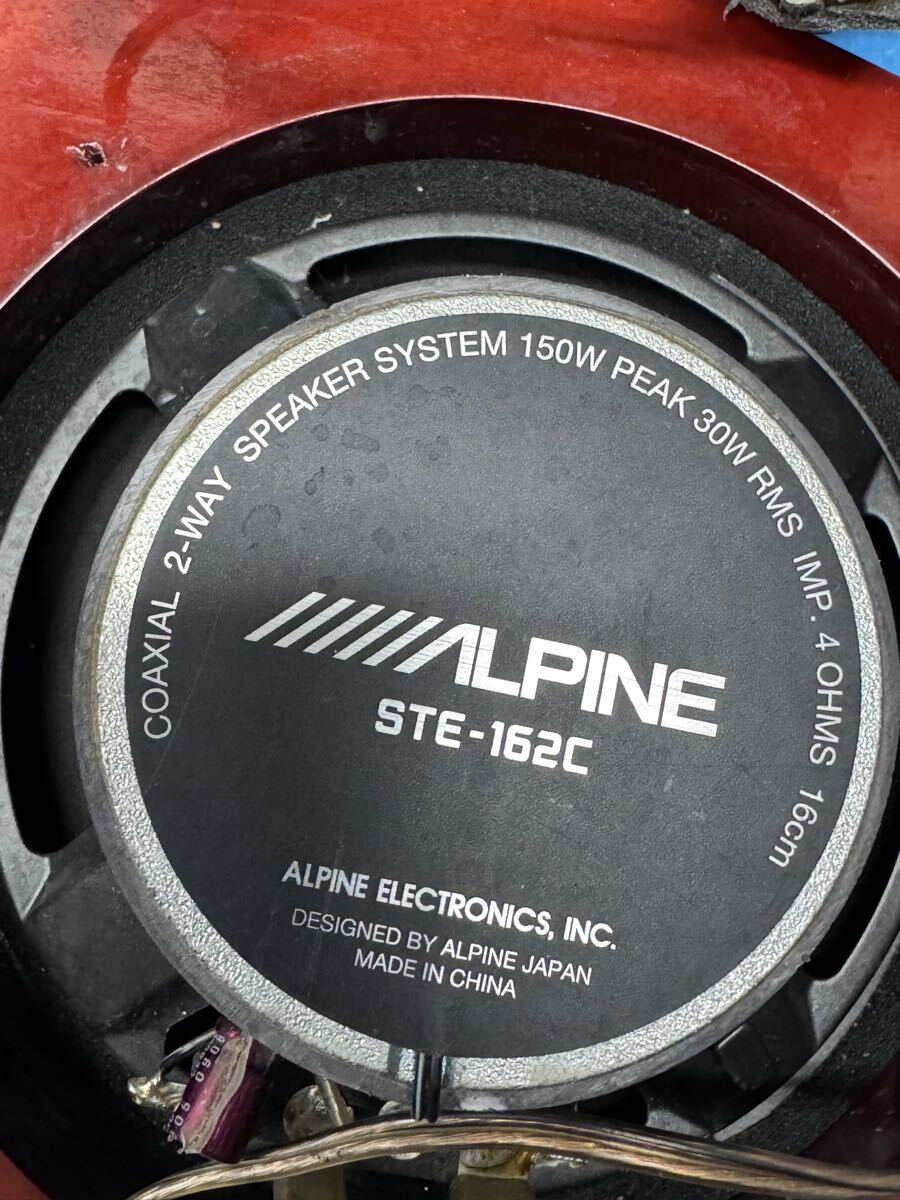 COAXIAL 2-WAY SPEAKER SYSTEM 150W PEAK 30W RMS IMP. 4 OHMS 16cm
ALPINE
STE-162C
ALPINE ELECTRONICS, INC.
DESIGNED BY ALPINE JAPAN
MADE IN CHINA